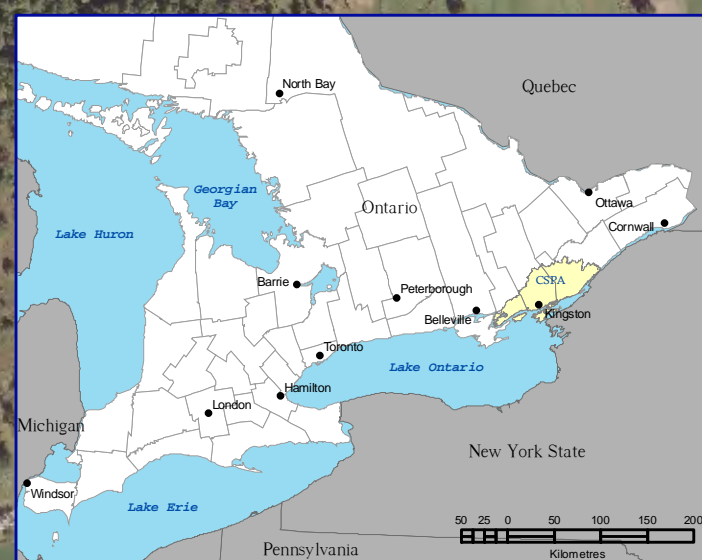 North Bay
Quebec
Georgian
Bay
Ottawa
Ontario
Cornwall
Lake Huron
CSPA
Barrie
Peterborough
Kingston
Belleville
Toronto
Lake Ontario
Hamilton
London
Michigan
New York State
Windsor
Lake Erie
50 25 0 50 100 150 200
Kilometres
Pennsylvania